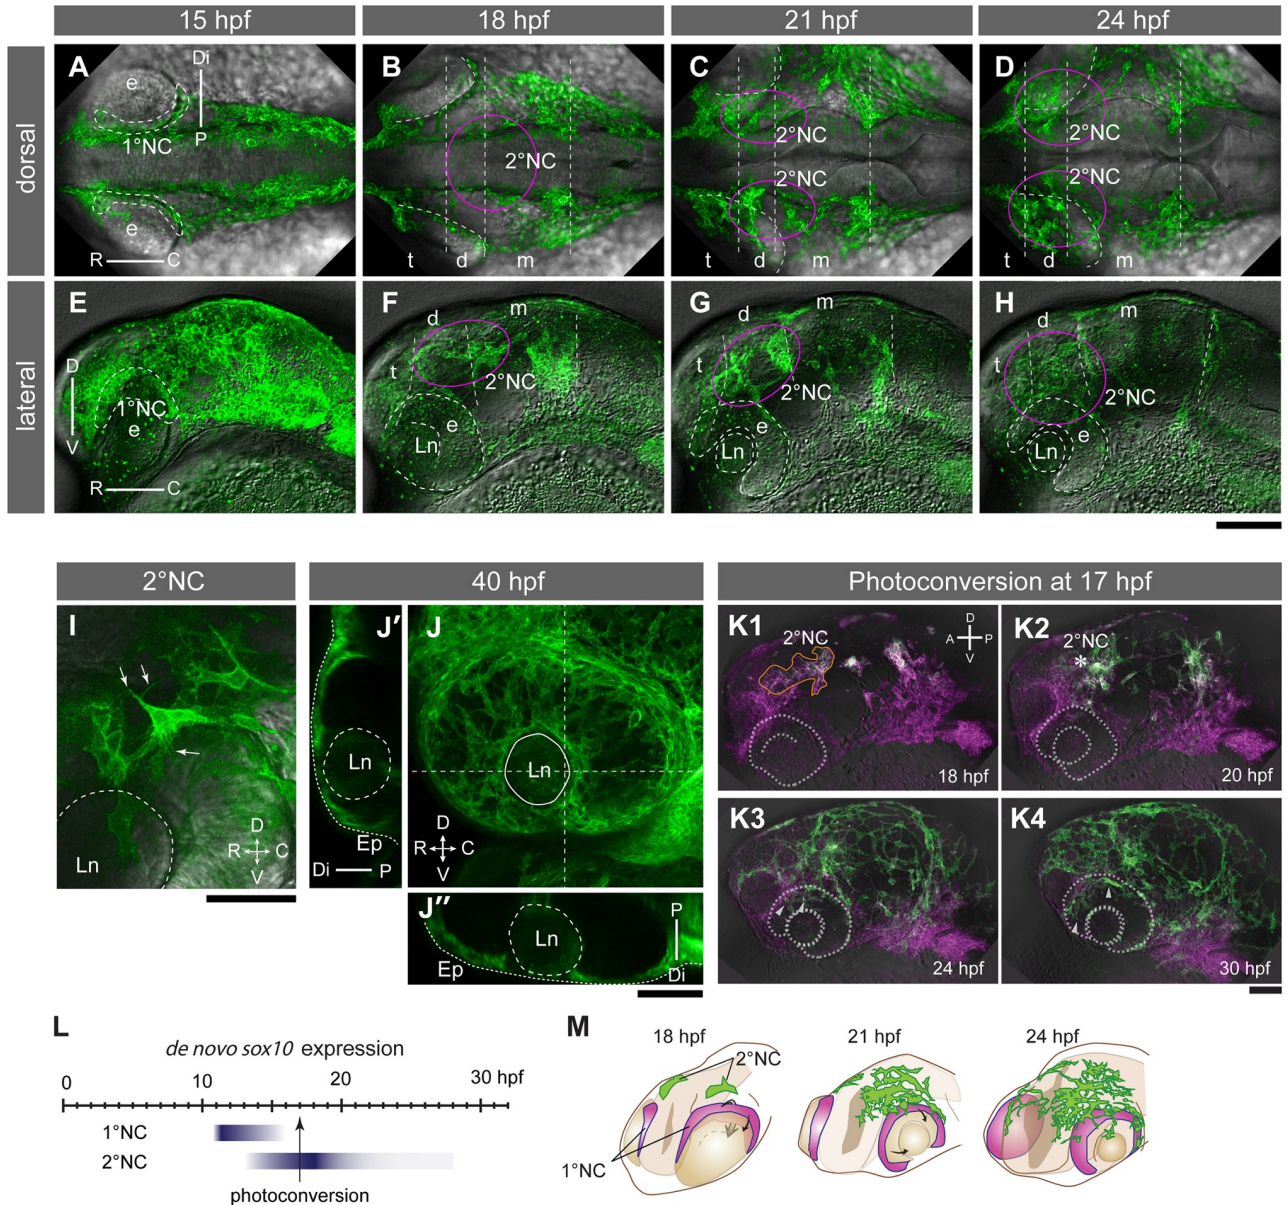 15 hpf
18 hpf
21 hpf
24 hpf
dorsal
A
e
Di
P
1°NC
e
R C
B
2°NC
t d m
C
2°NC
2°NC
t d m
D
2°NC
2°NC
t d m
lateral
E
D
V
1°NC
e
R C
F
d
m
t
2°NC
e
Ln
G
d
m
t
2°NC
e
Ln
H
d
m
t
2°NC
e
Ln
2°NC
40 hpf
Photoconversion at 17 hpf
I
Ln
D
R C
V
J′
Ln
Ep
Di P
J
Ln
D
R C
V
J″
Ln
Ep
P
Di
K1
2°NC
D
A P
V
18 hpf
K2
2°NC
*
20 hpf
K3
24 hpf
K4
30 hpf
L
de novo sox10 expression
0 10 20 30 hpf
1°NC
2°NC
photoconversion
M
18 hpf
21 hpf
24 hpf
2°NC
1°NC